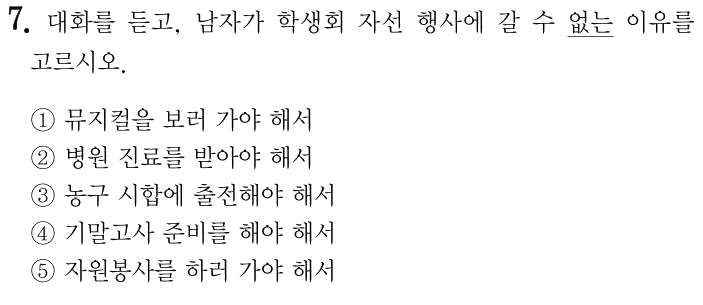 7. 대화를 듣고, 남자가 학생회 자선 행사에 갈 수 없는 이유를
고르시오.
① 뮤지컬을 보러 가야 해서
② 병원 진료를 받아야 해서
③ 농구 시합에 출전해야 해서
④ 기말고사 준비를 해야 해서
⑤ 자원봉사를 하러 가야 해서